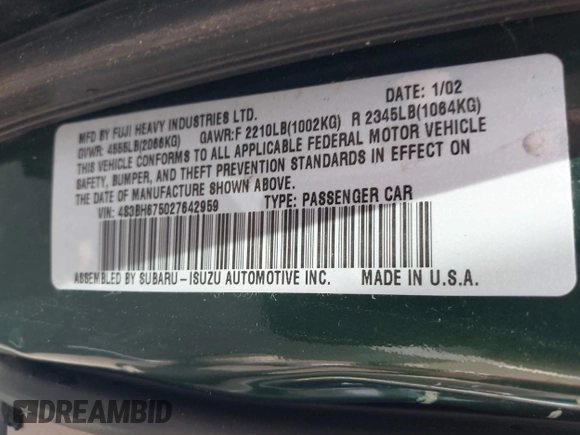 MFD BY FUJI HEAVY INDUSTRIES LTD. DATE: 1/02
GVWR: 4555LB(2066KG) GAWR:F 2210LB(1002KG) R 2345LB(1064KG)
THIS VEHICLE CONFORMS TO ALL APPLICABLE FEDERAL MOTOR VEHICLE
SAFETY, BUMPER, AND THEFT PREVENTION STANDARDS IN EFFECT ON
THE DATE OF MANUFACTURE SHOWN ABOVE.
VIN: 4S3BH675027642959 TYPE: PASSENGER CAR
ASSEMBLED BY SUBARU-ISUZU AUTOMOTIVE INC. MADE IN U.S.A.
DREAMBID